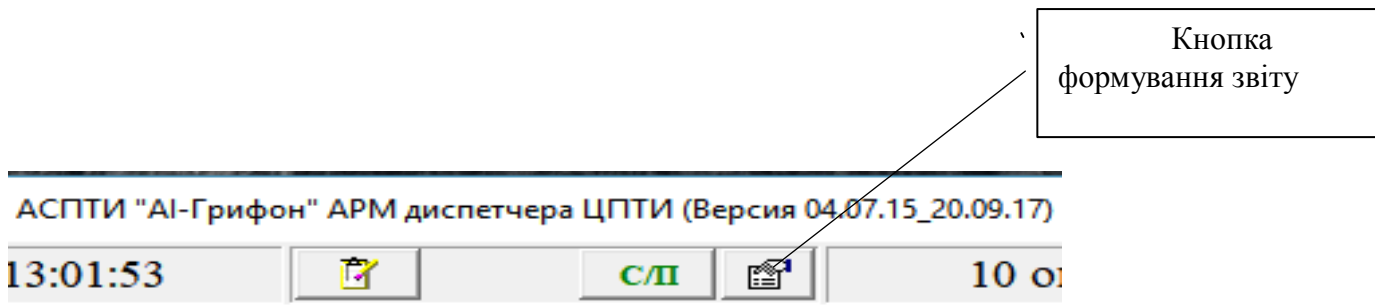 Кнопка
формування звіту
АСПТИ "АІ-Грифон" АРМ диспетчера ЦПТИ (Версия 04.07.15_20.09.17)
13:01:53
С/П
10